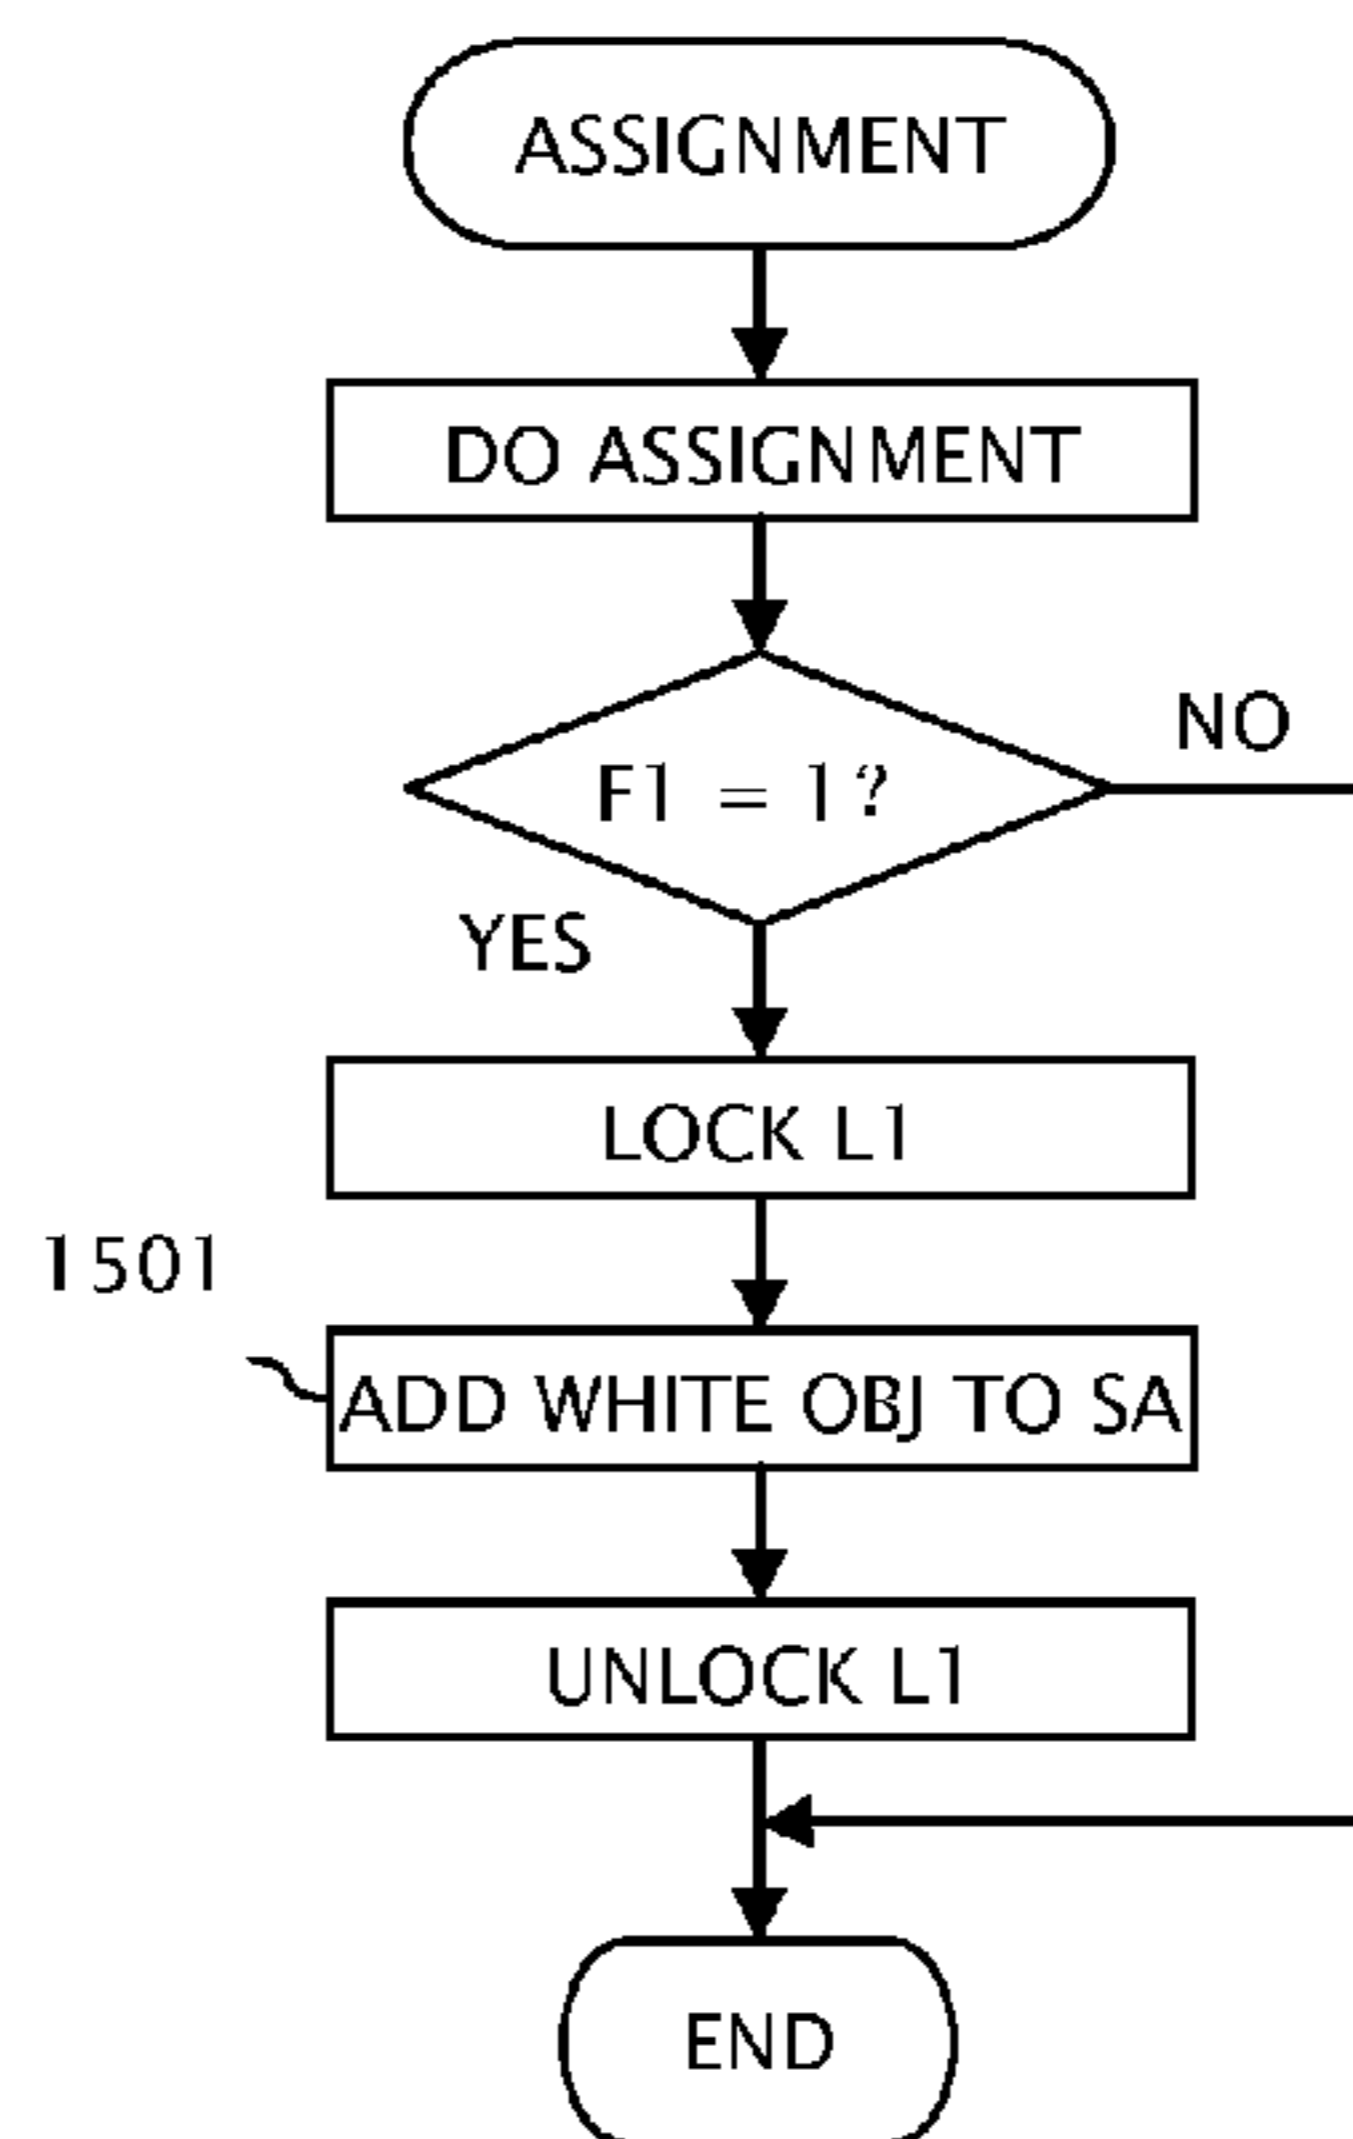 ASSIGNMENT
DO ASSIGNMENT
F1 = 1?
NO
YES
LOCK L1
1501
ADD WHITE OBJ TO SA
UNLOCK L1
END